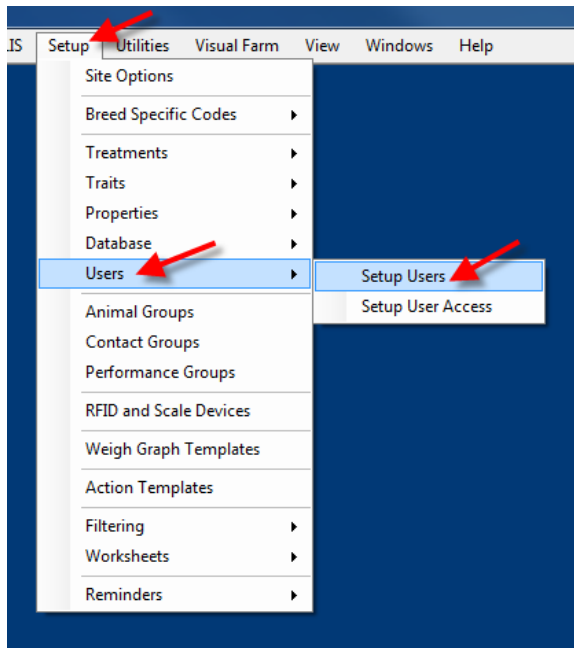 LIS Setup Utilities Visual Farm View Windows Help
Site Options
Breed Specific Codes
Treatments
Traits
Properties
Database
Users
Setup Users
Setup User Access
Animal Groups
Contact Groups
Performance Groups
RFID and Scale Devices
Weigh Graph Templates
Action Templates
Filtering
Worksheets
Reminders